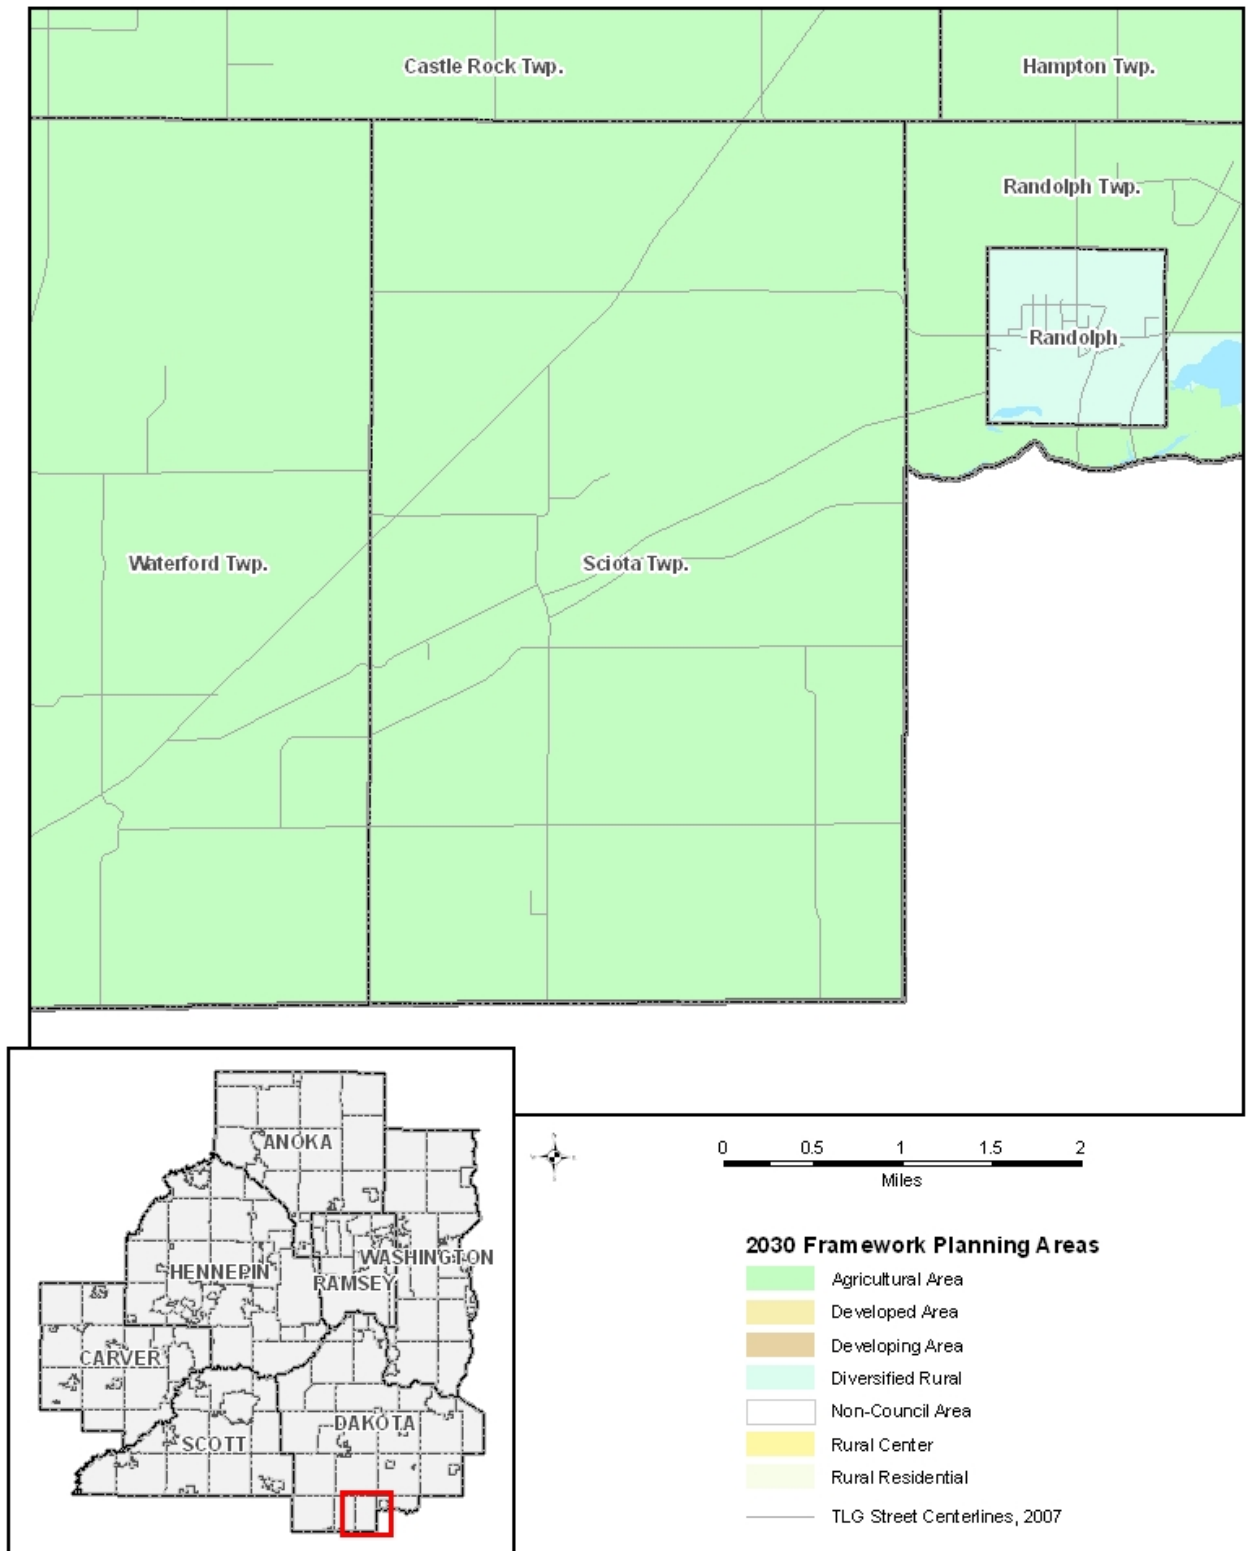 Castle Rock Twp.
Hampton Twp.
Randolph Twp.
Randolph
Waterford Twp.
Sciota Twp.
ANOKA
WASHINGTON
HENNEPIN
RAMSEY
CARVER
DAKOTA
SCOTT
0 0.5 1 1.5 2
Miles
2030 Framework Planning Areas
Agricultural Area
Developed Area
Developing Area
Diversified Rural
Non-Council Area
Rural Center
Rural Residential
TLG Street Centerlines, 2007